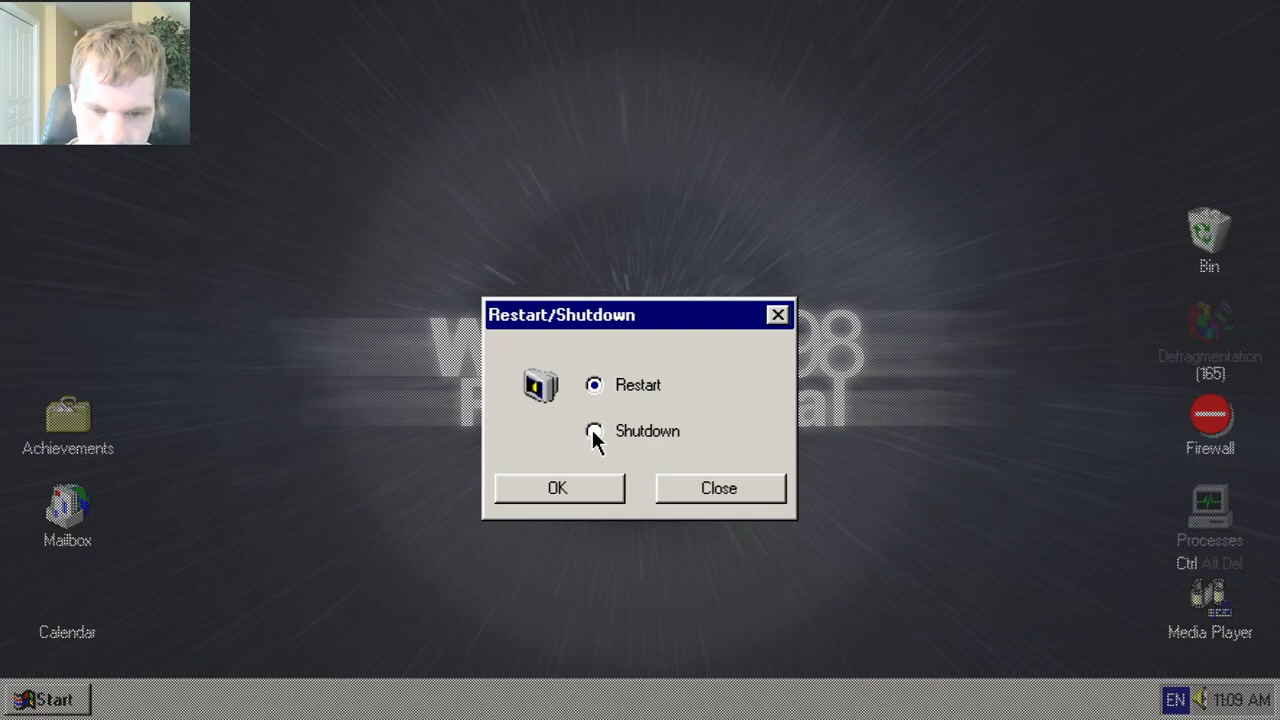 Restart/Shutdown
Restart
Shutdown
OK
Close
98
Achievements
Mailbox
Calendar
Bin
Defragmentation
(165)
Firewall
Processes
Ctrl Alt Del
Media Player
Start
EN
11:09 AM